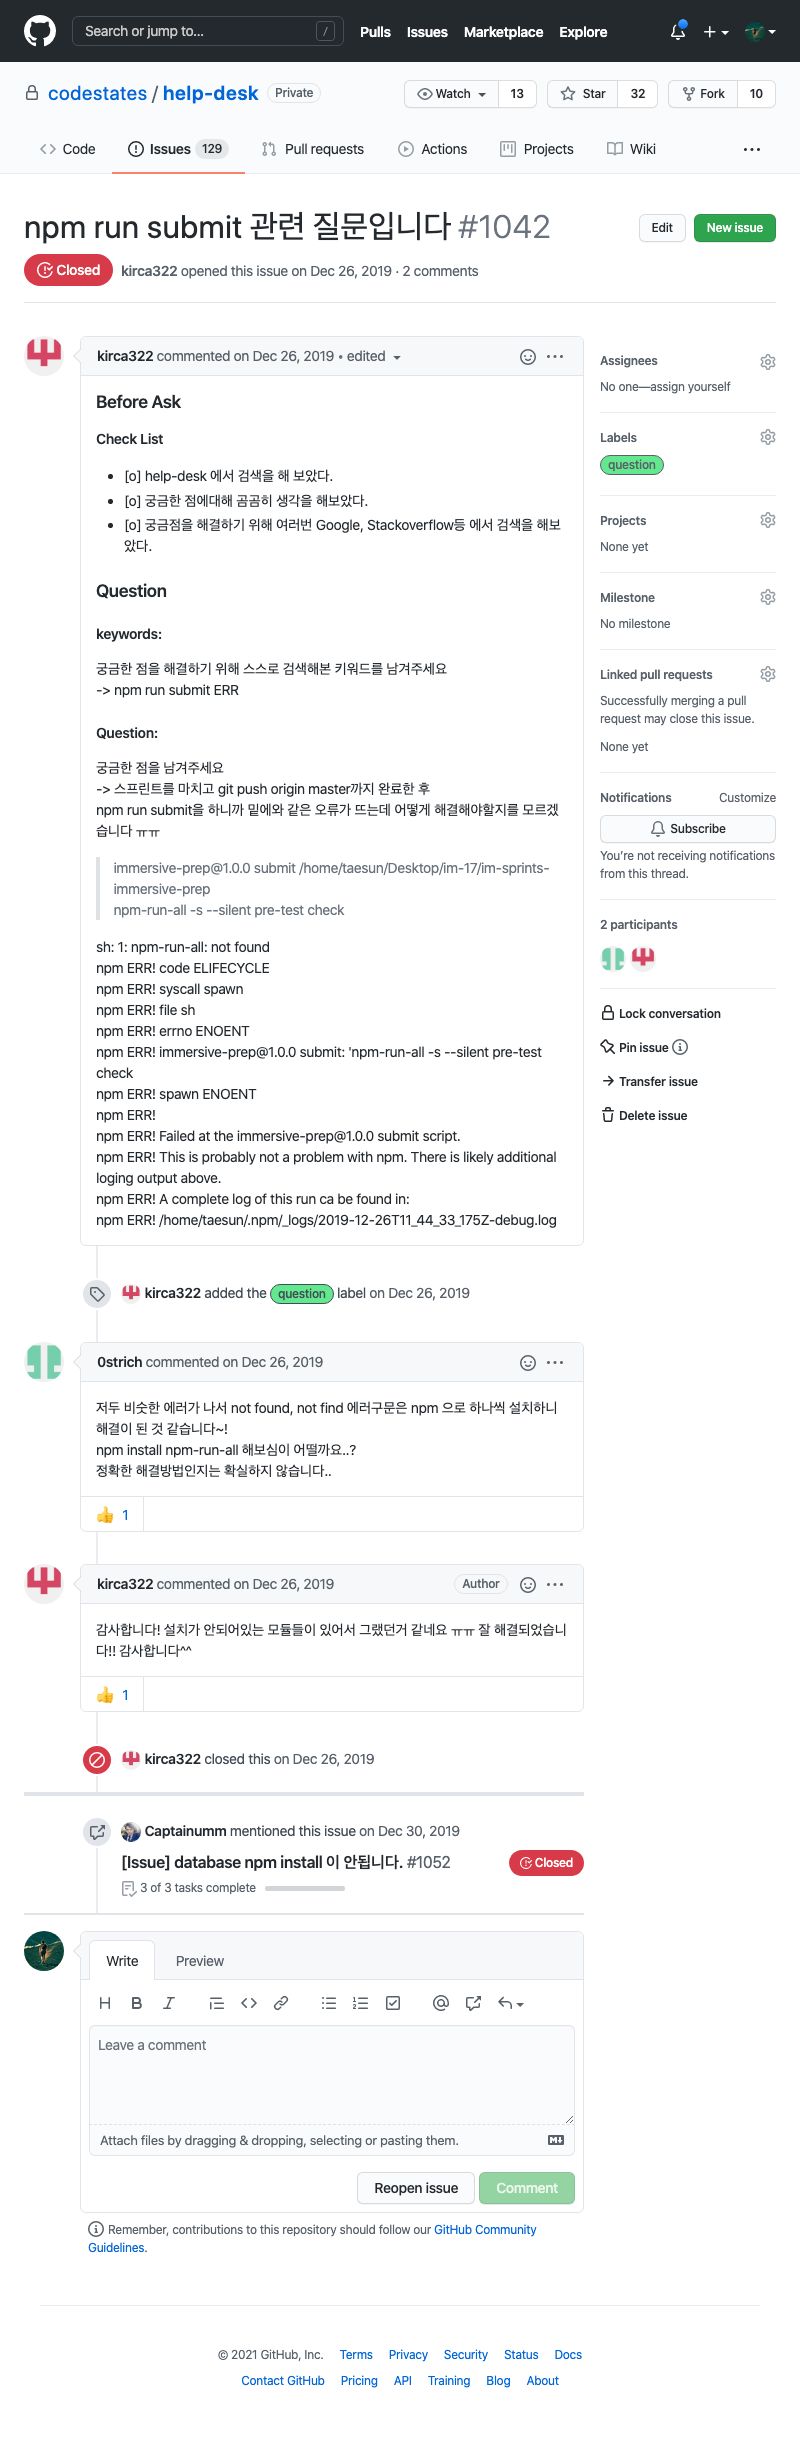 Search or jump to... /
Pulls Issues Marketplace Explore
codestates / help-desk Private
Watch 13 Star 32 Fork 10
Code Issues 129 Pull requests Actions Projects Wiki ...
npm run submit 관련 질문입니다 #1042
Edit New issue
Closed kirca322 opened this issue on Dec 26, 2019 · 2 comments
kirca322 commented on Dec 26, 2019 • edited
Before Ask
Check List
• [o] help-desk 에서 검색을 해 보았다.
• [o] 궁금한 점에대해 곰곰히 생각을 해보았다.
• [o] 궁금점을 해결하기 위해 여러번 Google, Stackoverflow등 에서 검색을 해보
았다.
Question
keywords:
궁금한 점을 해결하기 위해 스스로 검색해본 키워드를 남겨주세요
-> npm run submit ERR
Question:
궁금한 점을 남겨주세요
-> 스프린트를 마치고 git push origin master까지 완료한 후
npm run submit을 하니까 밑에와 같은 오류가 뜨는데 어떻게 해결해야할지를 모르겠
습니다 ㅠㅠ
immersive-prep@1.0.0 submit /home/taesun/Desktop/im-17/im-sprints-
immersive-prep
npm-run-all -s --silent pre-test check
sh: 1: npm-run-all: not found
npm ERR! code ELIFECYCLE
npm ERR! syscall spawn
npm ERR! file sh
npm ERR! errno ENOENT
npm ERR! immersive-prep@1.0.0 submit: 'npm-run-all -s --silent pre-test
check
npm ERR! spawn ENOENT
npm ERR!
npm ERR! Failed at the immersive-prep@1.0.0 submit script.
npm ERR! This is probably not a problem with npm. There is likely additional
loging output above.
npm ERR! A complete log of this run ca be found in:
npm ERR! /home/taesun/.npm/_logs/2019-12-26T11_44_33_175Z-debug.log
Assignees
No one—assign yourself
Labels
question
Projects
None yet
Milestone
No milestone
Linked pull requests
Successfully merging a pull
request may close this issue.
None yet
Notifications Customize
Subscribe
You're not receiving notifications
from this thread.
2 participants
Lock conversation
Pin issue
Transfer issue
Delete issue
kirca322 added the question label on Dec 26, 2019
0strich commented on Dec 26, 2019
저두 비슷한 에러가 나서 not found, not find 에러구문은 npm 으로 하나씩 설치하니
해결이 된 것 같습니다~!
npm install npm-run-all 해보심이 어떨까요..?
정확한 해결방법인지는 확실하지 않습니다..
👍 1
kirca322 commented on Dec 26, 2019 Author
감사합니다! 설치가 안되어있는 모듈들이 있어서 그랬던거 같네요 ㅠㅠ 잘 해결되었습니
다!! 감사합니다^^
👍 1
kirca322 closed this on Dec 26, 2019
Captainumm mentioned this issue on Dec 30, 2019
[Issue] database npm install 이 안됩니다. #1052 Closed
3 of 3 tasks complete
Write Preview
Leave a comment
Attach files by dragging & dropping, selecting or pasting them.
Reopen issue Comment
Remember, contributions to this repository should follow our GitHub Community
Guidelines.
© 2021 GitHub, Inc. Terms Privacy Security Status Docs
Contact GitHub Pricing API Training Blog About